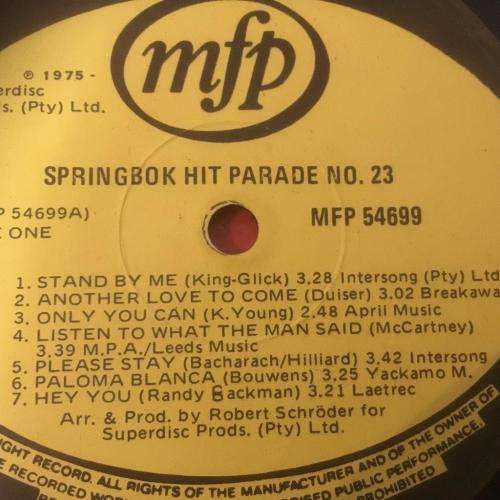 mfp
℗ 1975 -
erdisc
s. (Pty) Ltd.
SPRINGBOK HIT PARADE NO. 23
P 54699A)
E ONE
MFP 54699
1. STAND BY ME (King-Glick) 3.28 Intersong (Pty) Ltd
2. ANOTHER LOVE TO COME (Duiser) 3.02 Breakawa
3. ONLY YOU CAN (K.Young) 2.48 April Music
4. LISTEN TO WHAT THE MAN SAID (McCartney)
3.39 M.P.A./Leeds Music
5. PLEASE STAY (Bacharach/Hilliard) 3.42 Intersong
6. PALOMA BLANCA (Bouwens) 3.25 Yackamo M.
7. HEY YOU (Randy Backman) 3.21 Laetrec
Arr. & Prod. by Robert Schröder for
Superdisc Prods. (Pty) Ltd.
GHT RECORD. ALL RIGHTS OF THE MANUFACTURER AND OF THE OWNER OF
E RECORDED WOR PUBLIC PERFORMANCE,
PROHIBITED